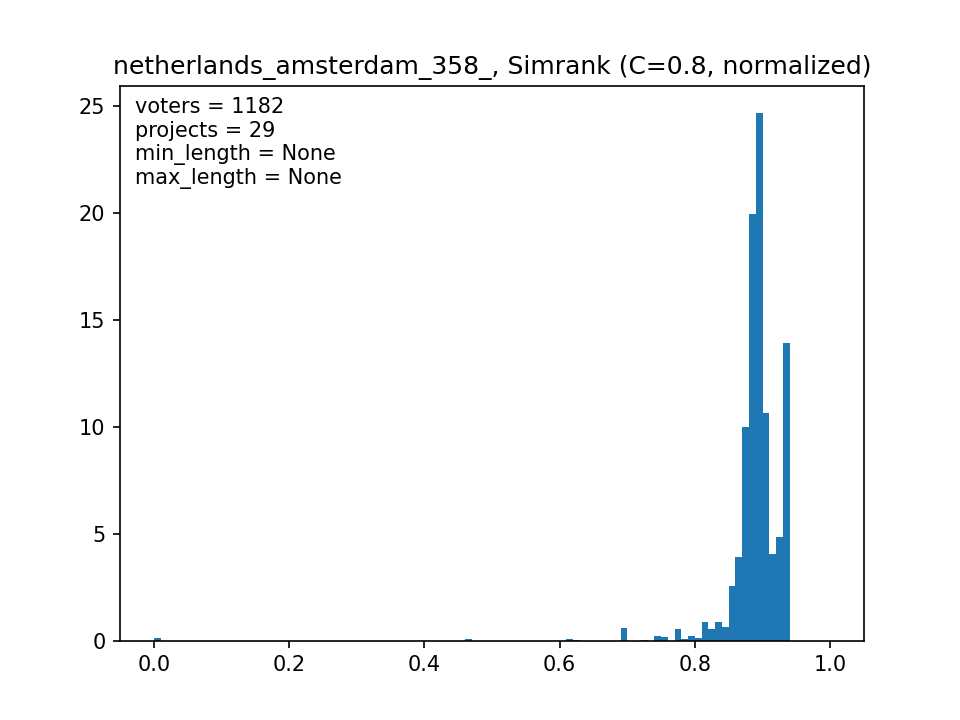 netherlands_amsterdam_358_, Simrank (C=0.8, normalized)
voters = 1182
projects = 29
min_length = None
max_length = None
25
20
15
10
5
0
0.0 0.2 0.4 0.6 0.8 1.0